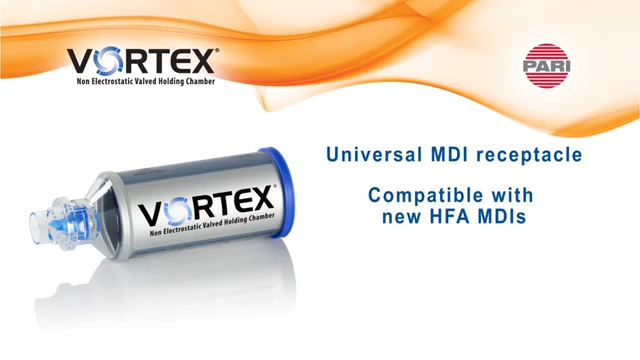 VORTEX®
Non Electrostatic Valved Holding Chamber
PARI
Universal MDI receptacle
Compatible with
new HFA MDIs
VORTEX®
Non Electrostatic Valved Holding Chamber